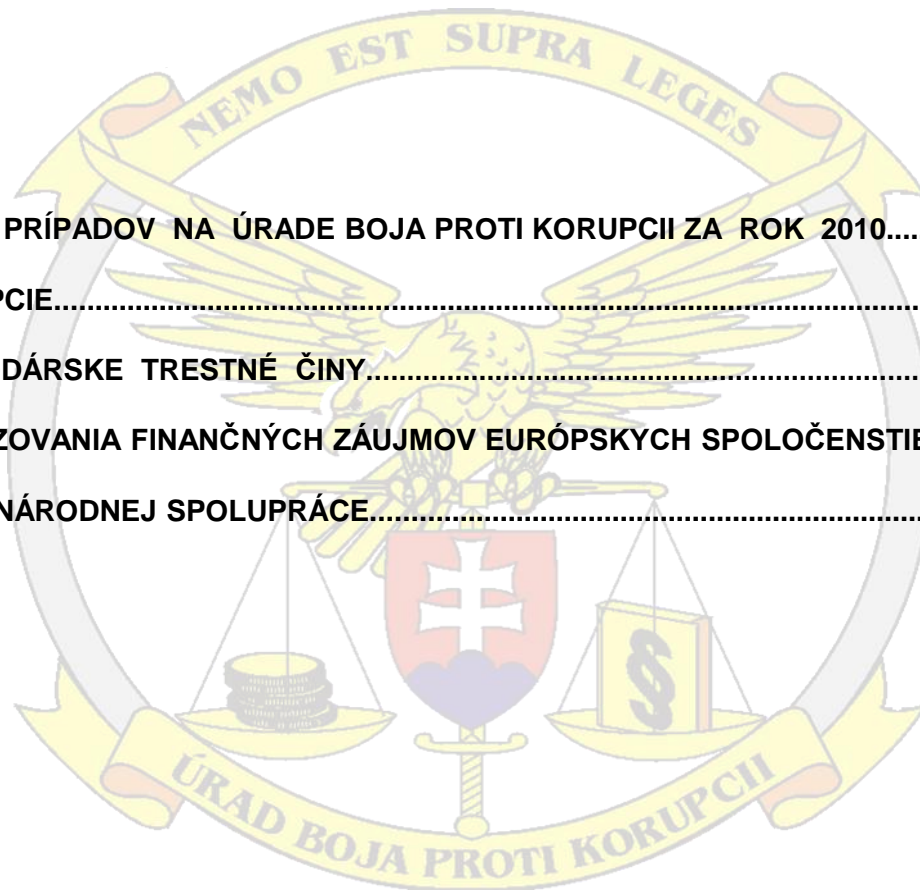 NEMO EST SUPRA LEGES
PRÍPADOV NA ÚRADE BOJA PROTI KORUPCII ZA ROK 2010.....
PCIE....................................................................................................
DÁRSKE TRESTNÉ ČINY....................................................................
ZOVANIA FINANČNÝCH ZÁUJMOV EURÓPSKYCH SPOLOČENSTIE
NÁRODNEJ SPOLUPRÁCE....................................................................
§
ÚRAD BOJA PROTI KORUPCII